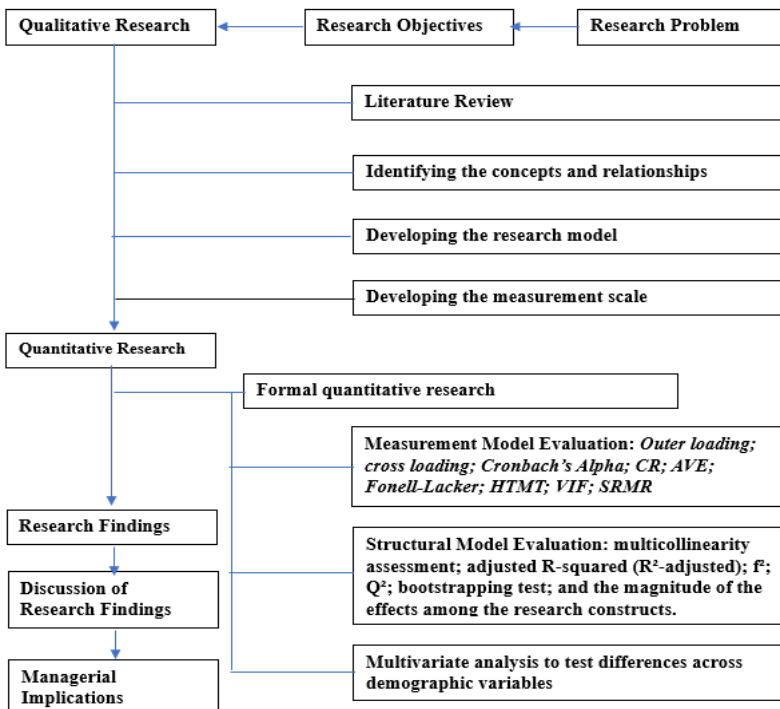 Qualitative Research
Research Objectives
Research Problem
Literature Review
Identifying the concepts and relationships
Developing the research model
Developing the measurement scale
Quantitative Research
Formal quantitative research
Measurement Model Evaluation: Outer loading;
cross loading; Cronbach's Alpha; CR; AVE;
Fonell-Lacker; HTMT; VIF; SRMR
Research Findings
Structural Model Evaluation: multicollinearity
assessment; adjusted R-squared (R²-adjusted); f²;
Q²; bootstrapping test; and the magnitude of the
effects among the research constructs.
Discussion of
Research Findings
Multivariate analysis to test differences across
demographic variables
Managerial
Implications